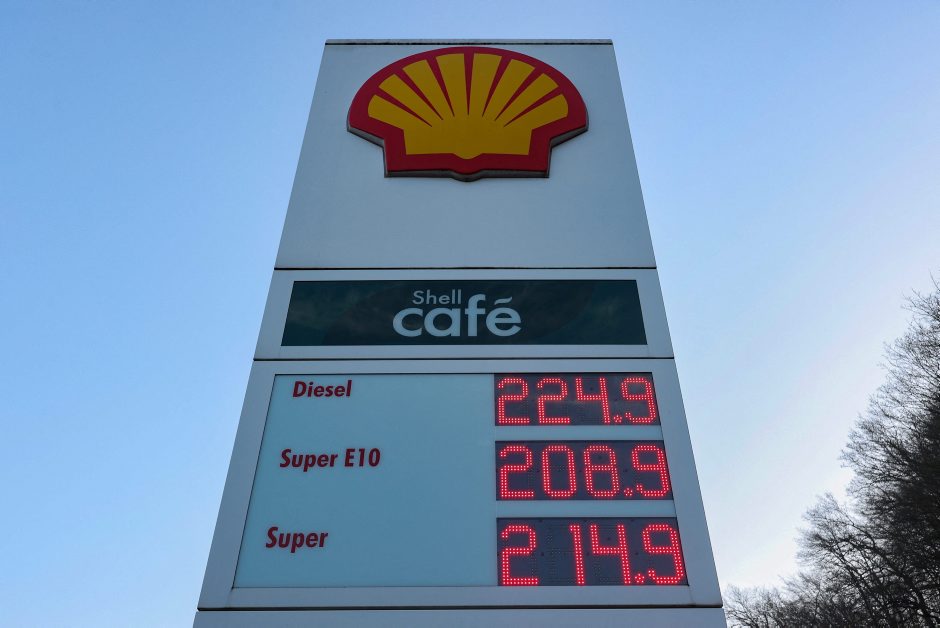 Shell
café
Diesel 224.9
Super E10 208.9
Super 214.9